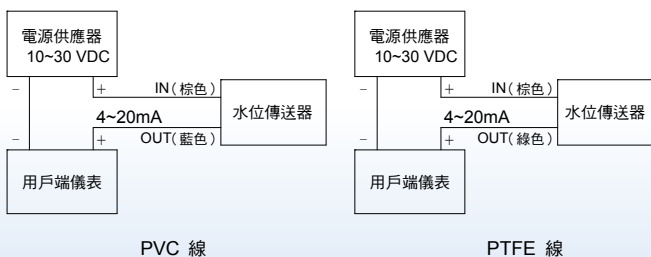 電源供應器
10~30 VDC
－
+
IN(棕色)
水位傳送器
4~20mA
－
+
OUT(藍色)
用戶端儀表
PVC 線
電源供應器
10~30 VDC
－
+
IN(棕色)
水位傳送器
4~20mA
－
+
OUT(綠色)
用戶端儀表
PTFE 線